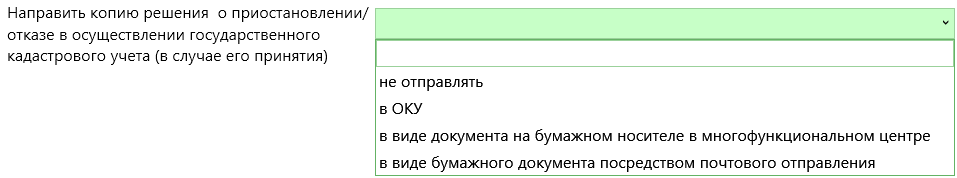 Направить копию решения о приостановлении/
отказе в осуществлении государственного
кадастрового учета (в случае его принятия)
не отправлять
в ОКУ
в виде документа на бумажном носителе в многофункциональном центре
в виде бумажного документа посредством почтового отправления